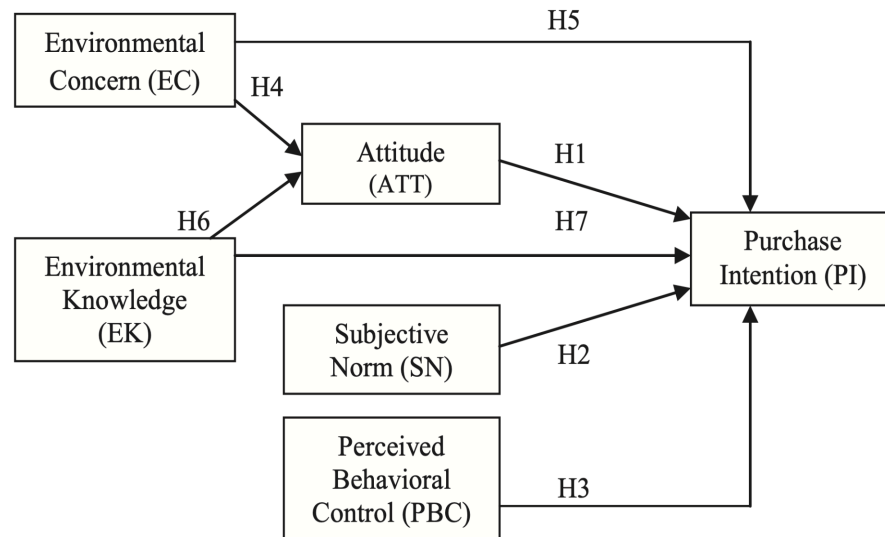 H5
Environmental
Concern (EC)
H4
Attitude
(ATT)
H1
H6
H7
Environmental
Knowledge
(EK)
Purchase
Intention (PI)
Subjective
Norm (SN)
H2
Perceived
Behavioral
Control (PBC)
H3